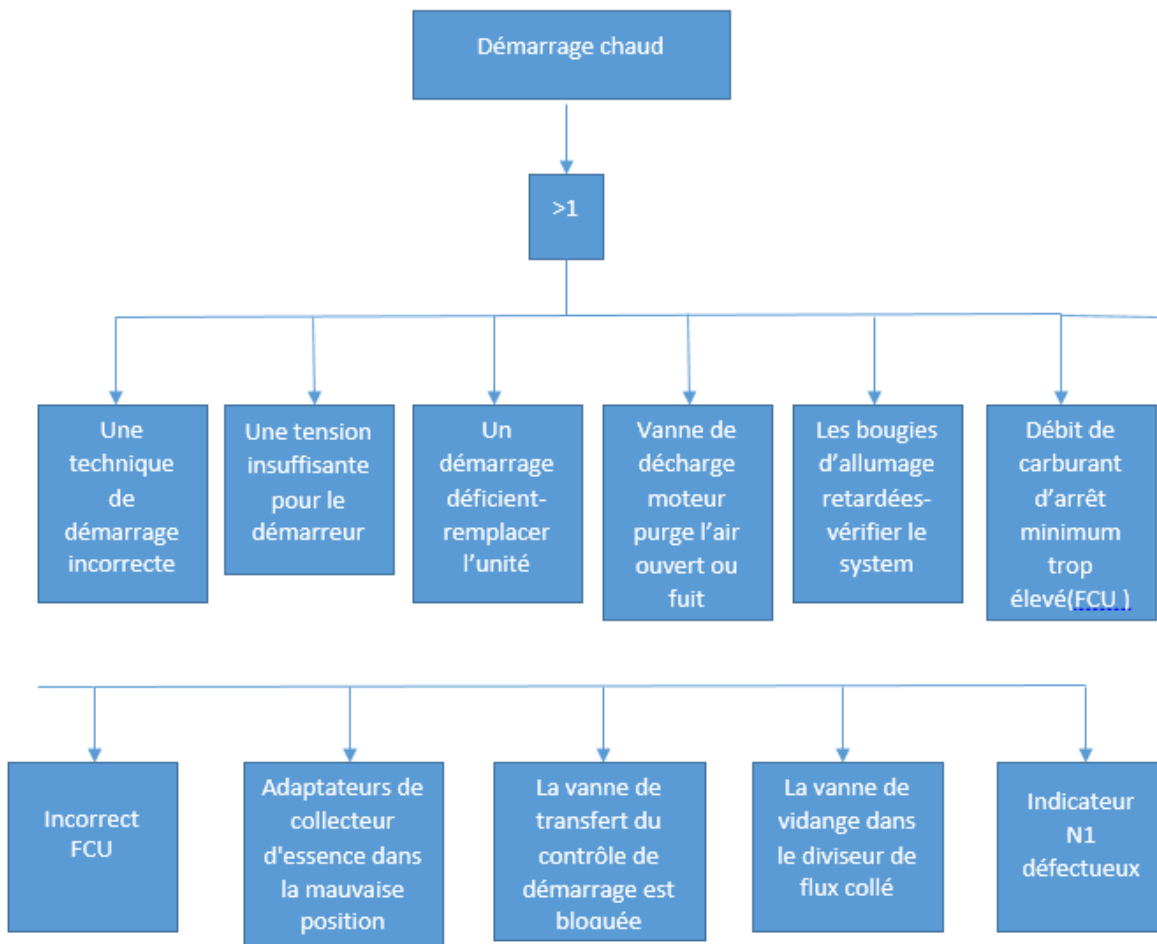 Démarrage chaud
>1
Une
technique
de
démarrage
incorrecte
Une tension
insuffisante
pour le
démarreur
Un
démarrage
déficient-
remplacer
l'unité
Vanne de
décharge
moteur
purge l'air
ouvert ou
fuit
Les bougies
d'allumage
retardées-
vérifier le
system
Débit de
carburant
d'arrêt
minimum
trop
élevé(FCU )
Incorrect
FCU
Adaptateurs de
collecteur
d'essence dans
la mauvaise
position
La vanne de
transfert du
contrôle de
démarrage est
bloquée
La vanne de
vidange dans
le diviseur de
flux collé
Indicateur
N1
défectueux